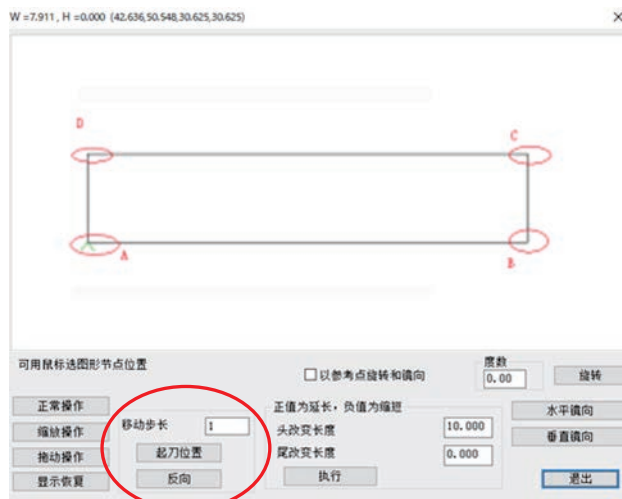 W =7.911 , H =0.000 (42.636,50.548,30.625,30.625)
D
C
A
B
可用鼠标选图形节点位置
以参考点旋转和镜向
度数
0.00
旋转
正常操作
缩放操作
拖动操作
显示恢复
移动步长
1
起刀位置
反向
正值为延长，负值为缩短
头改变长度
10.000
尾改变长度
0.000
执行
水平镜向
垂直镜向
退出